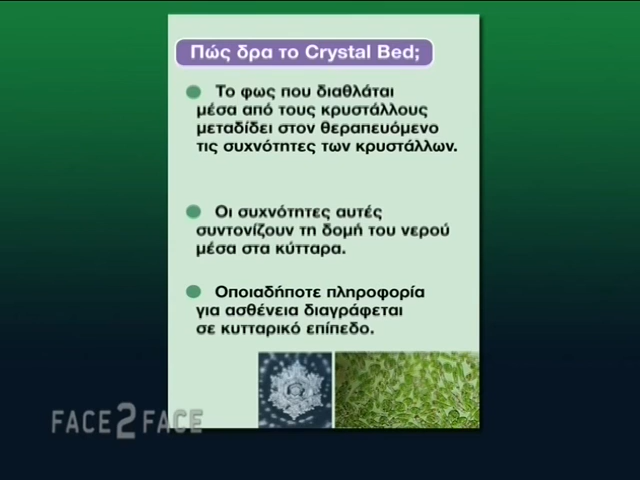 Πώς δρα το Crystal Bed;
Το φως που διαθλάται
μέσα από τους κρυστάλλους
μεταδίδει στον θεραπευόμενο
τις συχνότητες των κρυστάλλων.
Οι συχνότητες αυτές
συντονίζουν τη δομή του νερού
μέσα στα κύτταρα.
Οποιαδήποτε πληροφορία
για ασθένεια διαγράφεται
σε κυτταρικό επίπεδο.
FACE2FACE